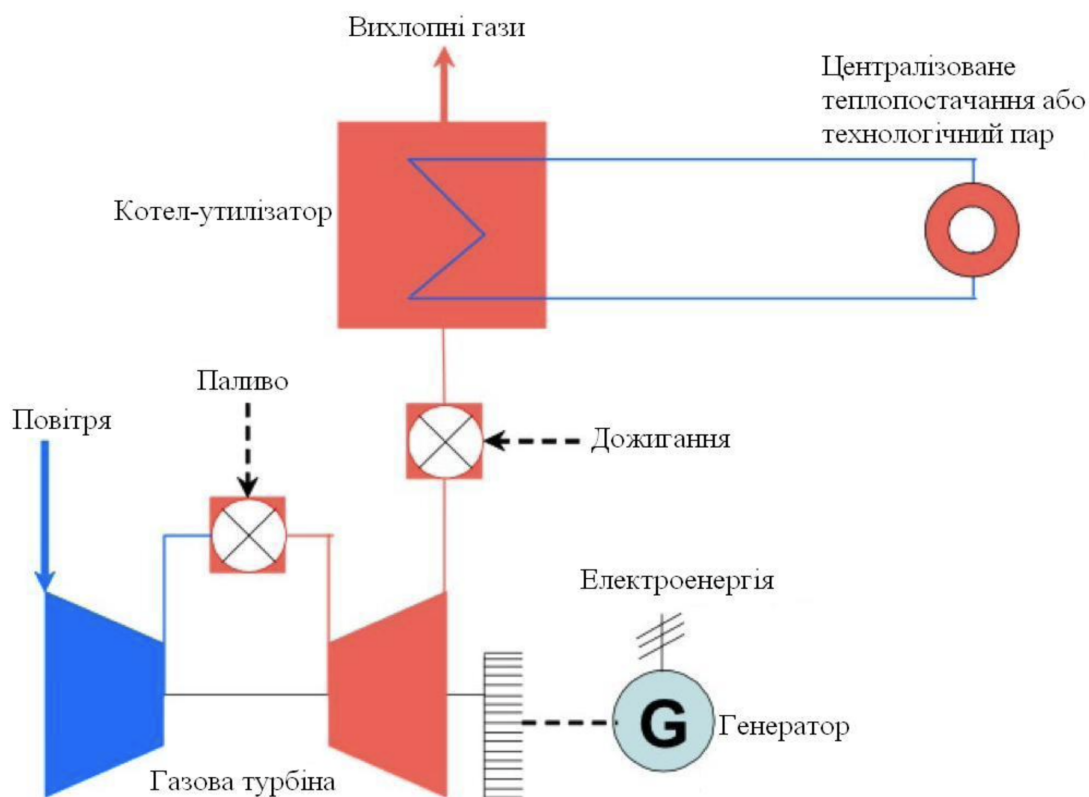 Вихлопні гази
Централізоване
теплопостачання або
технологічний пар
Котел-утилізатор
Паливо
Повітря
Дожигання
Електроенергія
G
Генератор
Газова турбіна